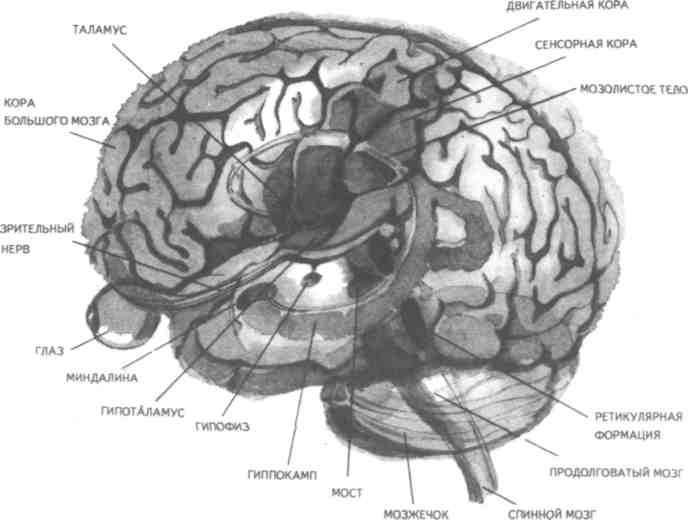 ДВИГАТЕЛЬНАЯ КОРА
ТАЛАМУС
СЕНСОРНАЯ КОРА
МОЗОЛИСТОЕ ТЕЛО
КОРА
БОЛЬШОГО МОЗГА
ЗРИТЕЛЬНЫЙ
НЕРВ
ГЛАЗ
МИНДАЛИНА
ГИПОТАЛАМУС
ГИПОФИЗ
РЕТИКУЛЯРНАЯ
ФОРМАЦИЯ
ГИППОКАМП
ПРОДОЛГОВАТЫЙ МОЗГ
МОСТ
МОЗЖЕЧОК
СПИННОЙ МОЗГ